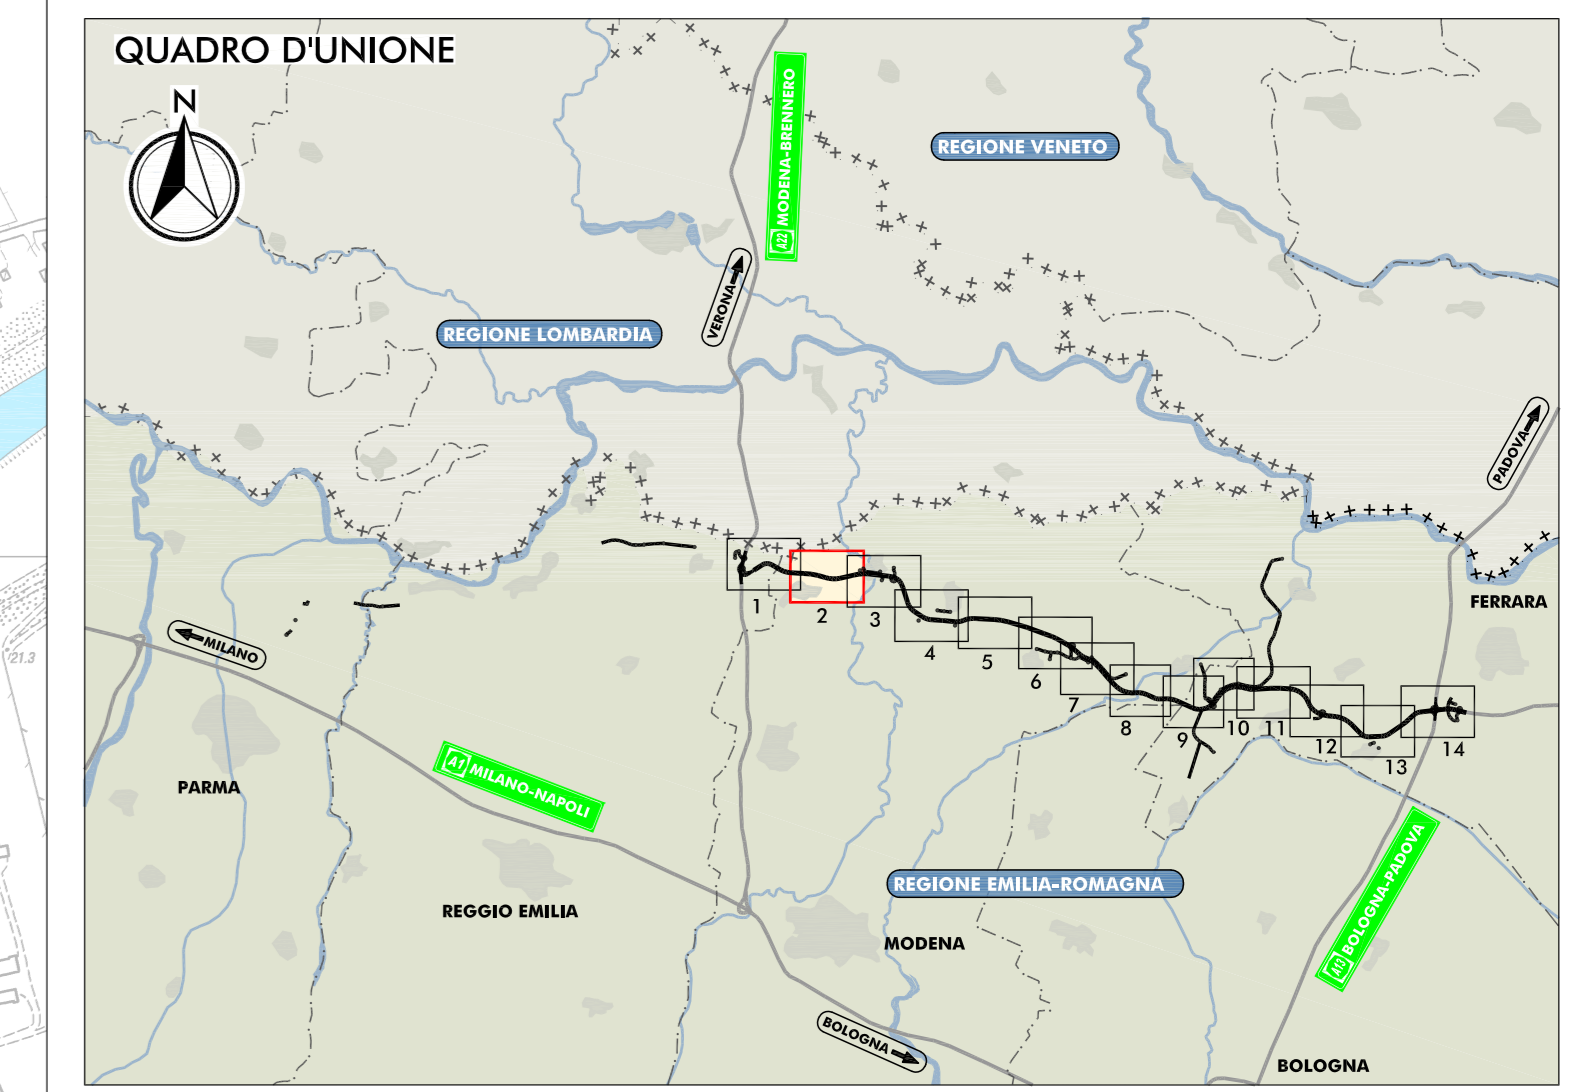 QUADRO D'UNIONE
N
A22 MODENA-BRENNERO
REGIONE VENETO
VERONA
REGIONE LOMBARDIA
PADOVA
FERRARA
1
2
3
4
5
6
7
8
9
10
11
12
13
14
MILANO
21.3
PARMA
A1 MILANO-NAPOLI
REGIONE EMILIA-ROMAGNA
A13 BOLOGNA-PADOVA
REGGIO EMILIA
MODENA
BOLOGNA
BOLOGNA